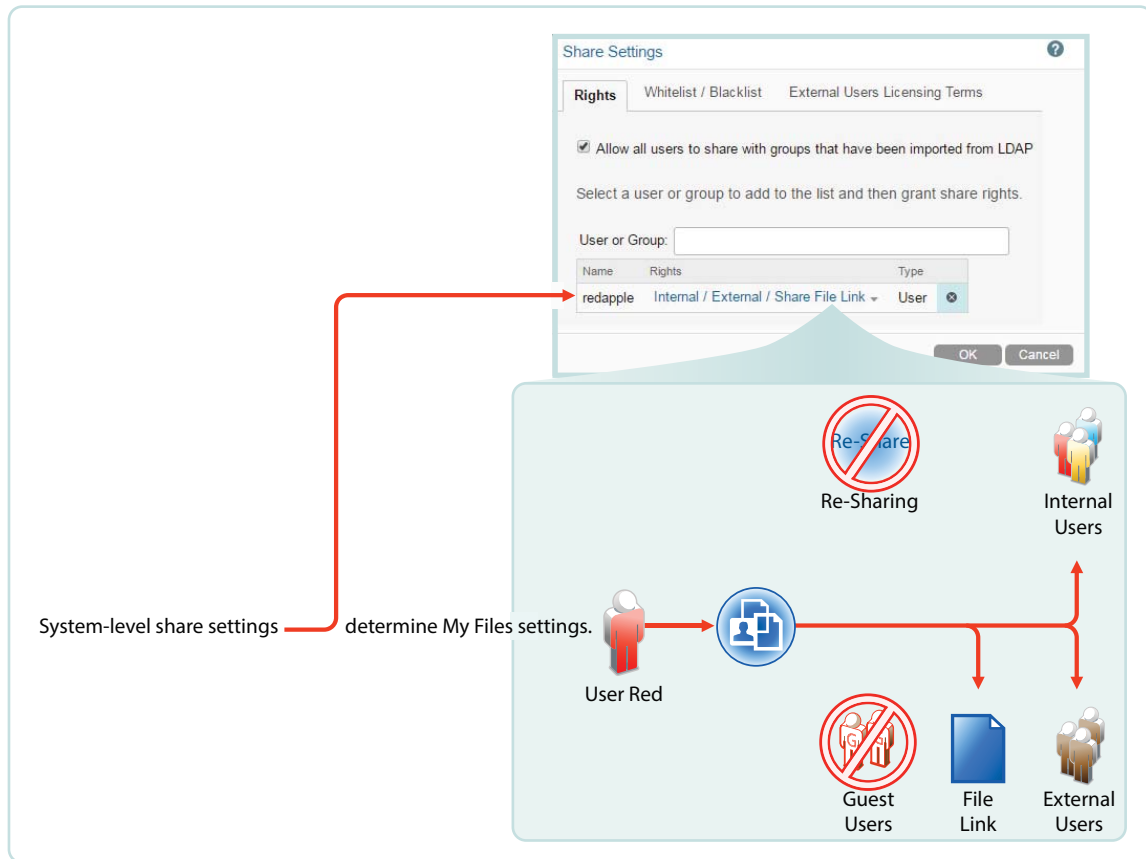 Share Settings
?
Rights
Whitelist / Blacklist
External Users Licensing Terms
Allow all users to share with groups that have been imported from LDAP
Select a user or group to add to the list and then grant share rights.
User or Group:
Name Rights Type
redapple Internal / External / Share File Link User
OK Cancel
Re-Share
Re-Sharing
Internal
Users
System-level share settings determine My Files settings.
User Red
G G
Guest
Users
File
Link
External
Users